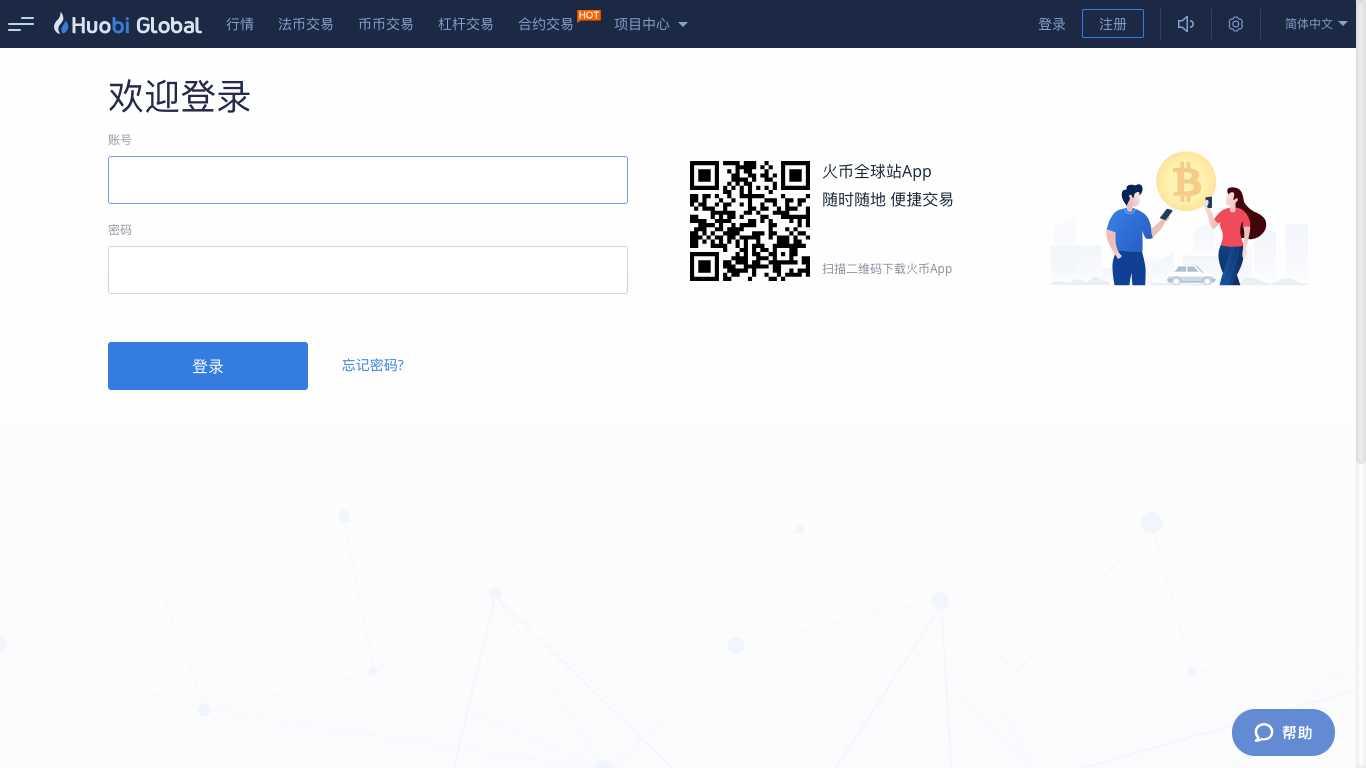 Huobi Global 行情 法币交易 币币交易 杠杆交易 合约交易 HOT 项目中心 登录 注册 简体中文
欢迎登录
账号
密码
登录 忘记密码?
火币全球站App
随时随地 便捷交易
扫描二维码下载火币App
帮助